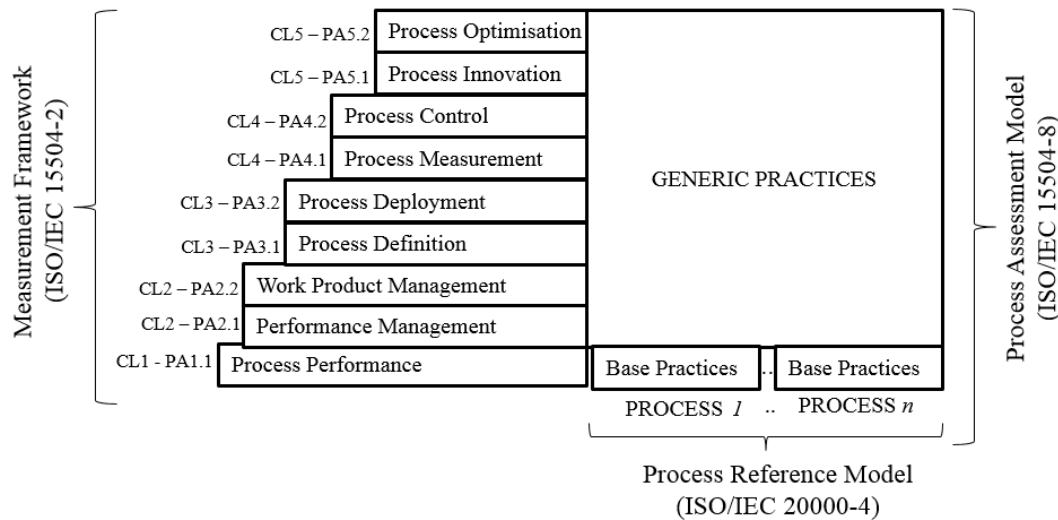 CL5 – PA5.2 Process Optimisation
CL5 – PA5.1 Process Innovation
CL4 – PA4.2 Process Control
CL4 – PA4.1 Process Measurement
CL3 – PA3.2 Process Deployment
CL3 – PA3.1 Process Definition
CL2 – PA2.2 Work Product Management
CL2 – PA2.1 Performance Management
CL1 - PA1.1 Process Performance
GENERIC PRACTICES
Base Practices .. Base Practices
PROCESS 1 .. PROCESS n
Process Reference Model
(ISO/IEC 20000-4)
Measurement Framework
(ISO/IEC 15504-2)
Process Assessment Model
(ISO/IEC 15504-8)